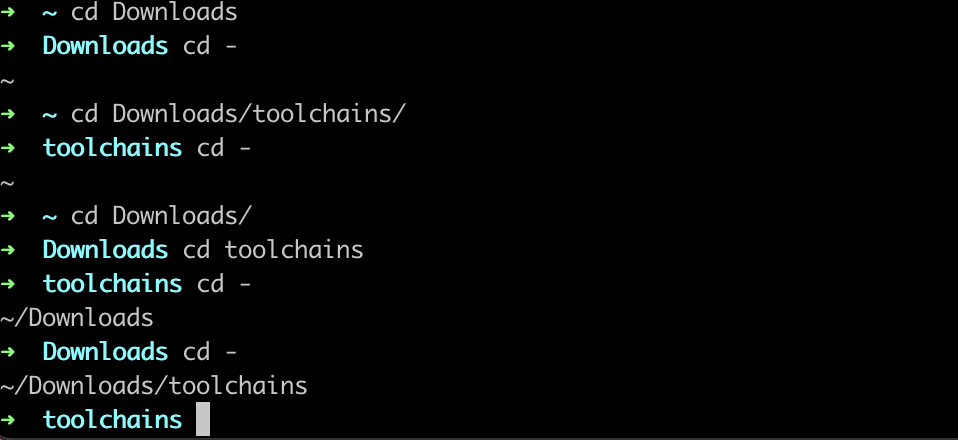 ➜ ~ cd Downloads
➜ Downloads cd -
~
➜ ~ cd Downloads/toolchains/
➜ toolchains cd -
~
➜ ~ cd Downloads/
➜ Downloads cd toolchains
➜ toolchains cd -
~/Downloads
➜ Downloads cd -
~/Downloads/toolchains
➜ toolchains